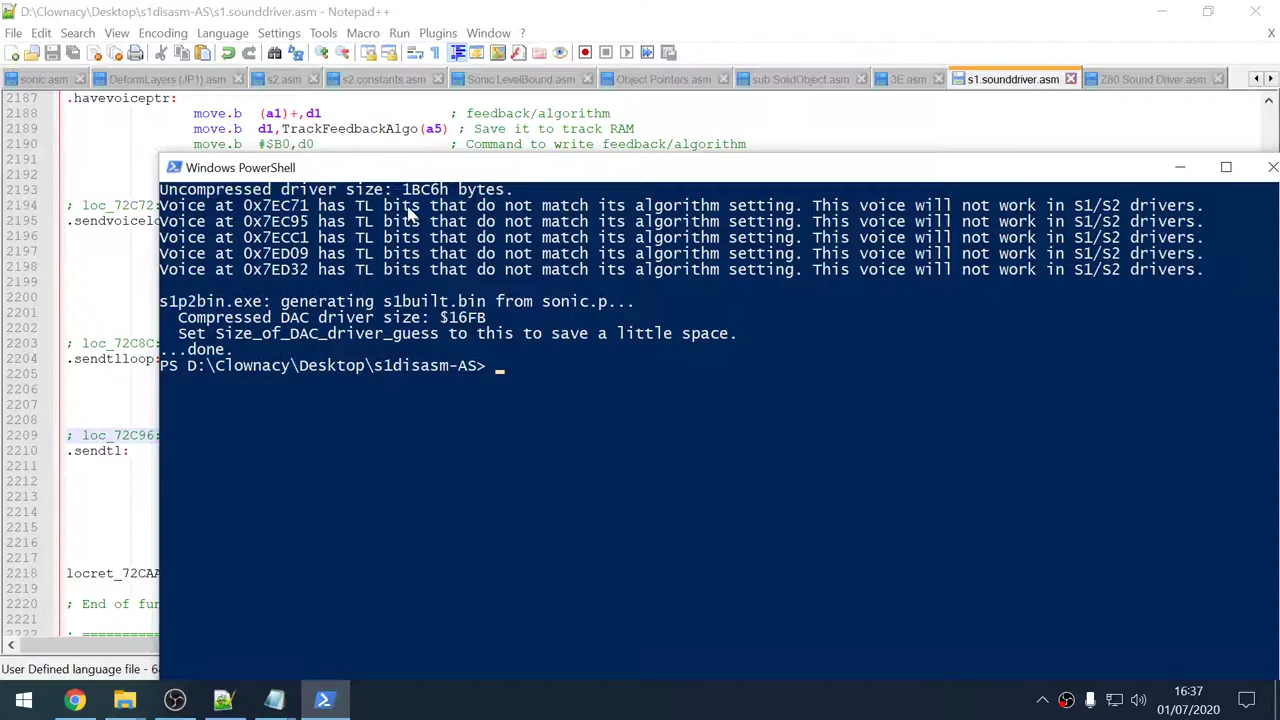 D:\Clownacy\Desktop\s1disasm-AS\s1.sounddriver.asm - Notepad++
File Edit Search View Encoding Language Settings Tools Macro Run Plugins Window ? X
sonic.asm DeformLayers (JP1).asm s2.asm s2.constants.asm Sonic LevelBound.asm Object Pointers.asm sub SolidObject.asm 3E.asm s1.sounddriver.asm Z80 Sound Driver.asm
2187 .havevoiceptr:
2188 move.b (a1)+,d1 ; feedback/algorithm
2189 move.b d1,TrackFeedbackAlgo(a5) ; Save it to track RAM
2190 move.b #$B0,d0 ; Command to write feedback/algorithm
2191
2192
2193
2194 ; loc_72C72:
2195 .sendvoicelo
2196
2197
2198
2199
2200
2201
2202
2203 ; loc_72C8C:
2204 .sendtlloop:
2205
2206
2207
2208
2209 ; loc_72C96:
2210 .sendtl:
2211
2212
2213
2214
2215
2216
2217
2218 locret_72CAA
2219
2220 ; End of fun
2221
2222 ; ===========
User Defined language file - 6
Windows PowerShell
Uncompressed driver size: 1BC6h bytes.
Voice at 0x7EC71 has TL bits that do not match its algorithm setting. This voice will not work in S1/S2 drivers.
Voice at 0x7EC95 has TL bits that do not match its algorithm setting. This voice will not work in S1/S2 drivers.
Voice at 0x7ECC1 has TL bits that do not match its algorithm setting. This voice will not work in S1/S2 drivers.
Voice at 0x7ED09 has TL bits that do not match its algorithm setting. This voice will not work in S1/S2 drivers.
Voice at 0x7ED32 has TL bits that do not match its algorithm setting. This voice will not work in S1/S2 drivers.
s1p2bin.exe: generating s1built.bin from sonic.p...
Compressed DAC driver size: $16FB
Set Size_of_DAC_driver_guess to this to save a little space.
...done.
PS D:\Clownacy\Desktop\s1disasm-AS>
16:37
01/07/2020